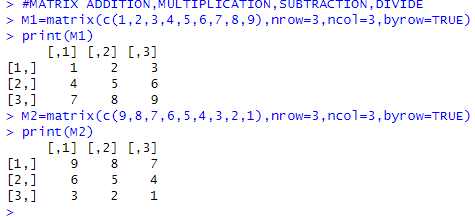 > #MATRIX ADDITION,MULTIPLICATION,SUBTRACTION,DIVIDE
> M1=matrix(c(1,2,3,4,5,6,7,8,9),nrow=3,ncol=3,byrow=TRUE)
> print(M1)
     [,1] [,2] [,3]
[1,]    1    2    3
[2,]    4    5    6
[3,]    7    8    9
> M2=matrix(c(9,8,7,6,5,4,3,2,1),nrow=3,ncol=3,byrow=TRUE)
> print(M2)
     [,1] [,2] [,3]
[1,]    9    8    7
[2,]    6    5    4
[3,]    3    2    1
>